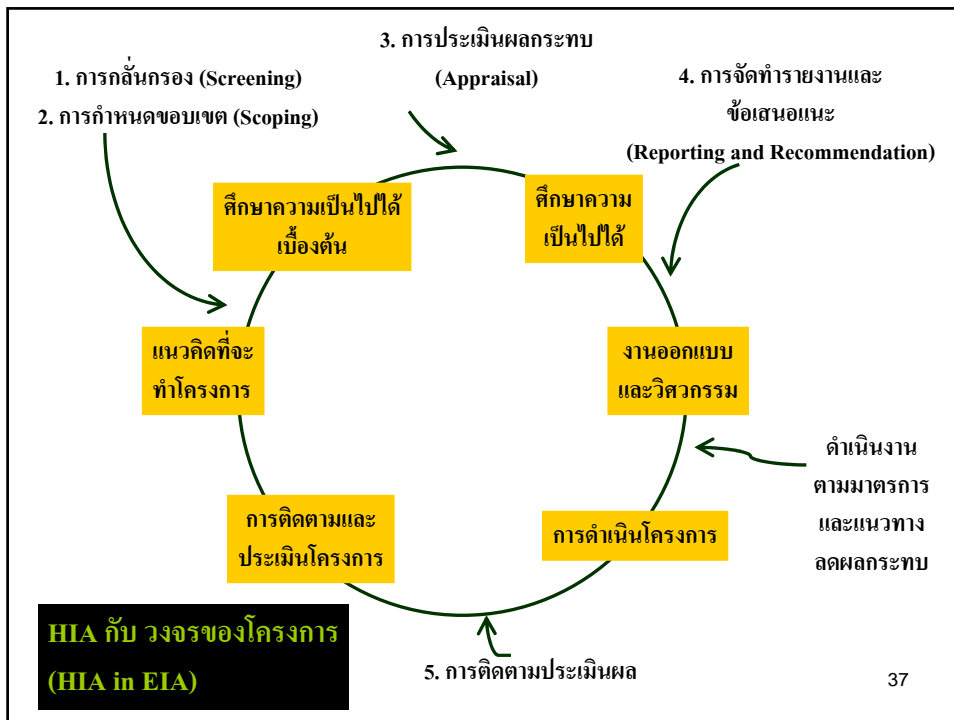 3. การประเมินผลกระทบ
(Appraisal)
1. การกลั่นกรอง (Screening)
2. การกำหนดขอบเขต (Scoping)
4. การจัดทำรายงานและ
ข้อเสนอแนะ
(Reporting and Recommendation)
ศึกษาความเป็นไปได้
เบื้องต้น
ศึกษาความ
เป็นไปได้
แนวคิดที่จะ
ทำโครงการ
งานออกแบบ
และวิศวกรรม
ดำเนินงาน
ตามมาตรการ
และแนวทาง
ลดผลกระทบ
การติดตามและ
ประเมินโครงการ
การดำเนินโครงการ
HIA กับ วงจรของโครงการ
(HIA in EIA)
5. การติดตามประเมินผล
37